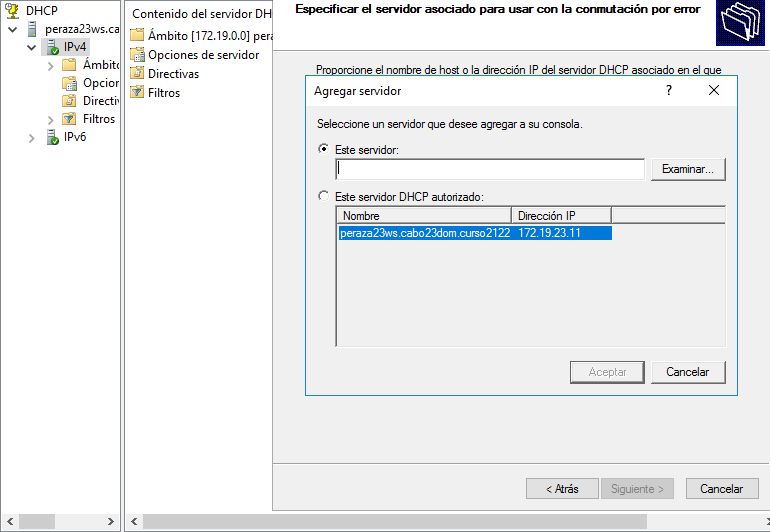 DHCP
peraza23ws.ca
IPv4
Ámbito
Opcion
Directiv
Filtros
IPv6
Contenido del servidor DH
Ámbito [172.19.0.0] pera
Opciones de servidor
Directivas
Filtros
Especificar el servidor asociado para usar con la conmutación por error
Proporcione el nombre de host o la dirección IP del servidor DHCP asociado en el que
Agregar servidor
?
Seleccione un servidor que desee agregar a su consola.
Este servidor:
Examinar...
Este servidor DHCP autorizado:
Nombre Dirección IP
peraza23ws.cabo23dom.curso2122 172.19.23.11
Aceptar Cancelar
< Atrás Siguiente > Cancelar